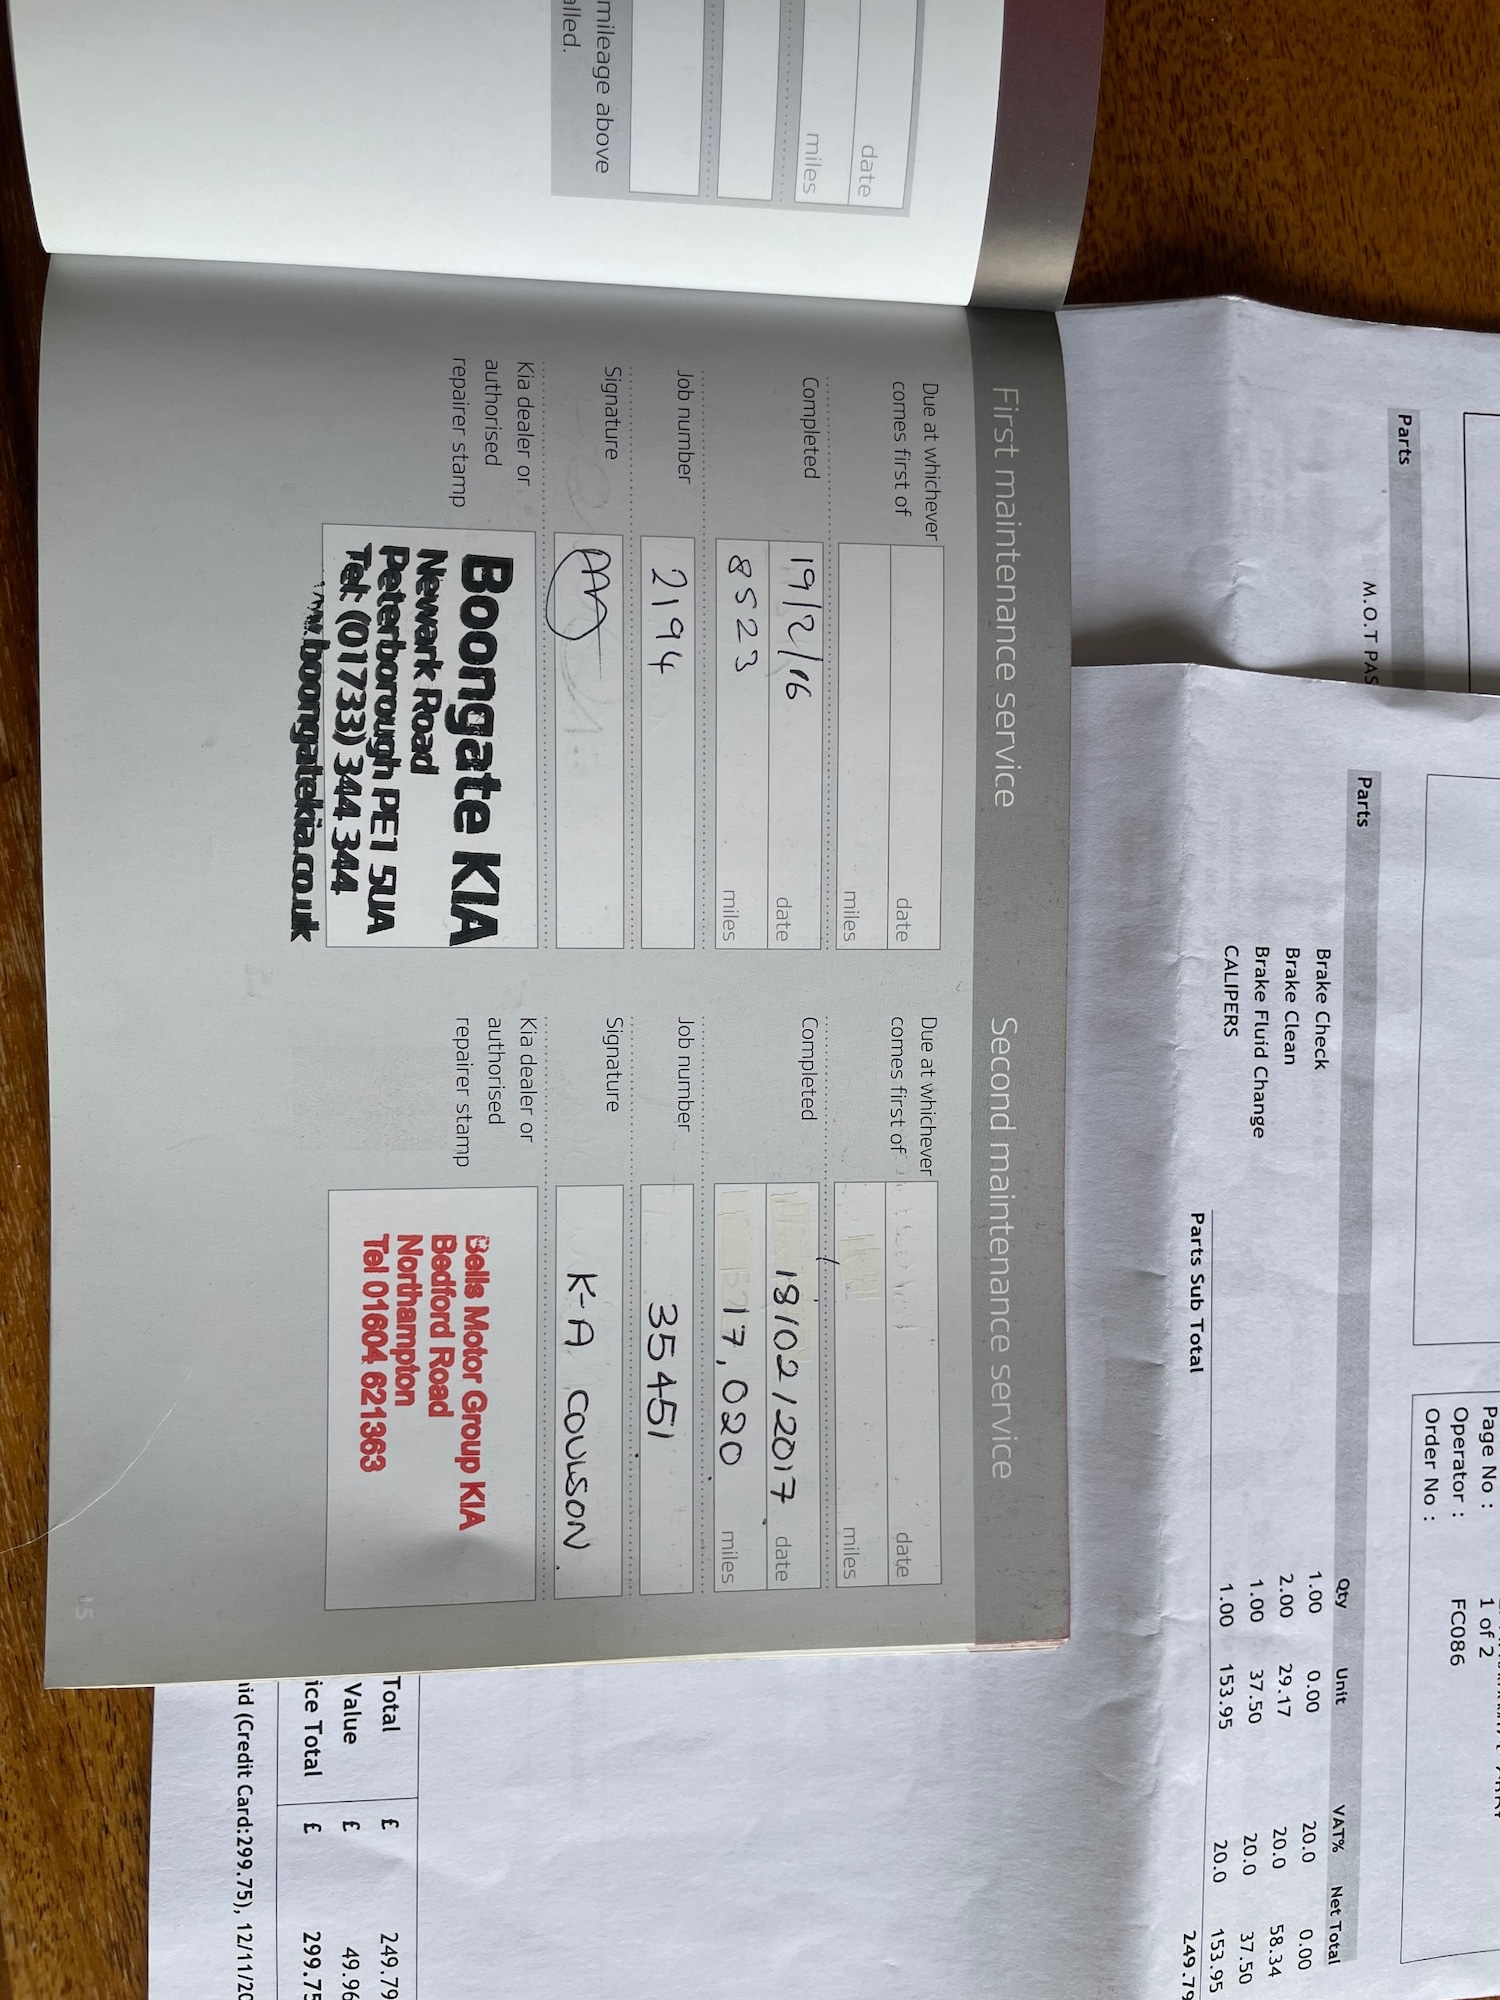 mileage above
alled.
date
miles
First maintenance service
Due at whichever
comes first of
date
miles
Completed
19/2/16 date
8523 miles
Job number
2194
Signature
Kia dealer or
authorised
repairer stamp
Boongate KIA
Newark Road
Peterborough PE1 5UA
Tel: (01733) 344 344
www.boongatekia.co.uk
Second maintenance service
Due at whichever
comes first of
date
miles
Completed
18/02/2017 date
17,020 miles
Job number
35451
Signature
K-A COULSON.
Kia dealer or
authorised
repairer stamp
Bells Motor Group KIA
Bedford Road
Northampton
Tel 01604 621363
15
Parts
M.O.T PAS
Page No : 1 of 2
Operator : FC086
Order No :
Parts Qty Unit VAT% Net Total
Brake Check 1.00 0.00 20.0 0.00
Brake Clean 2.00 29.17 20.0 58.34
Brake Fluid Change 1.00 37.50 20.0 37.50
CALIPERS 1.00 153.95 20.0 153.95
Parts Sub Total 249.79
Total £ 249.79
Value £ 49.96
ice Total £ 299.75
id (Credit Card:299.75), 12/11/20